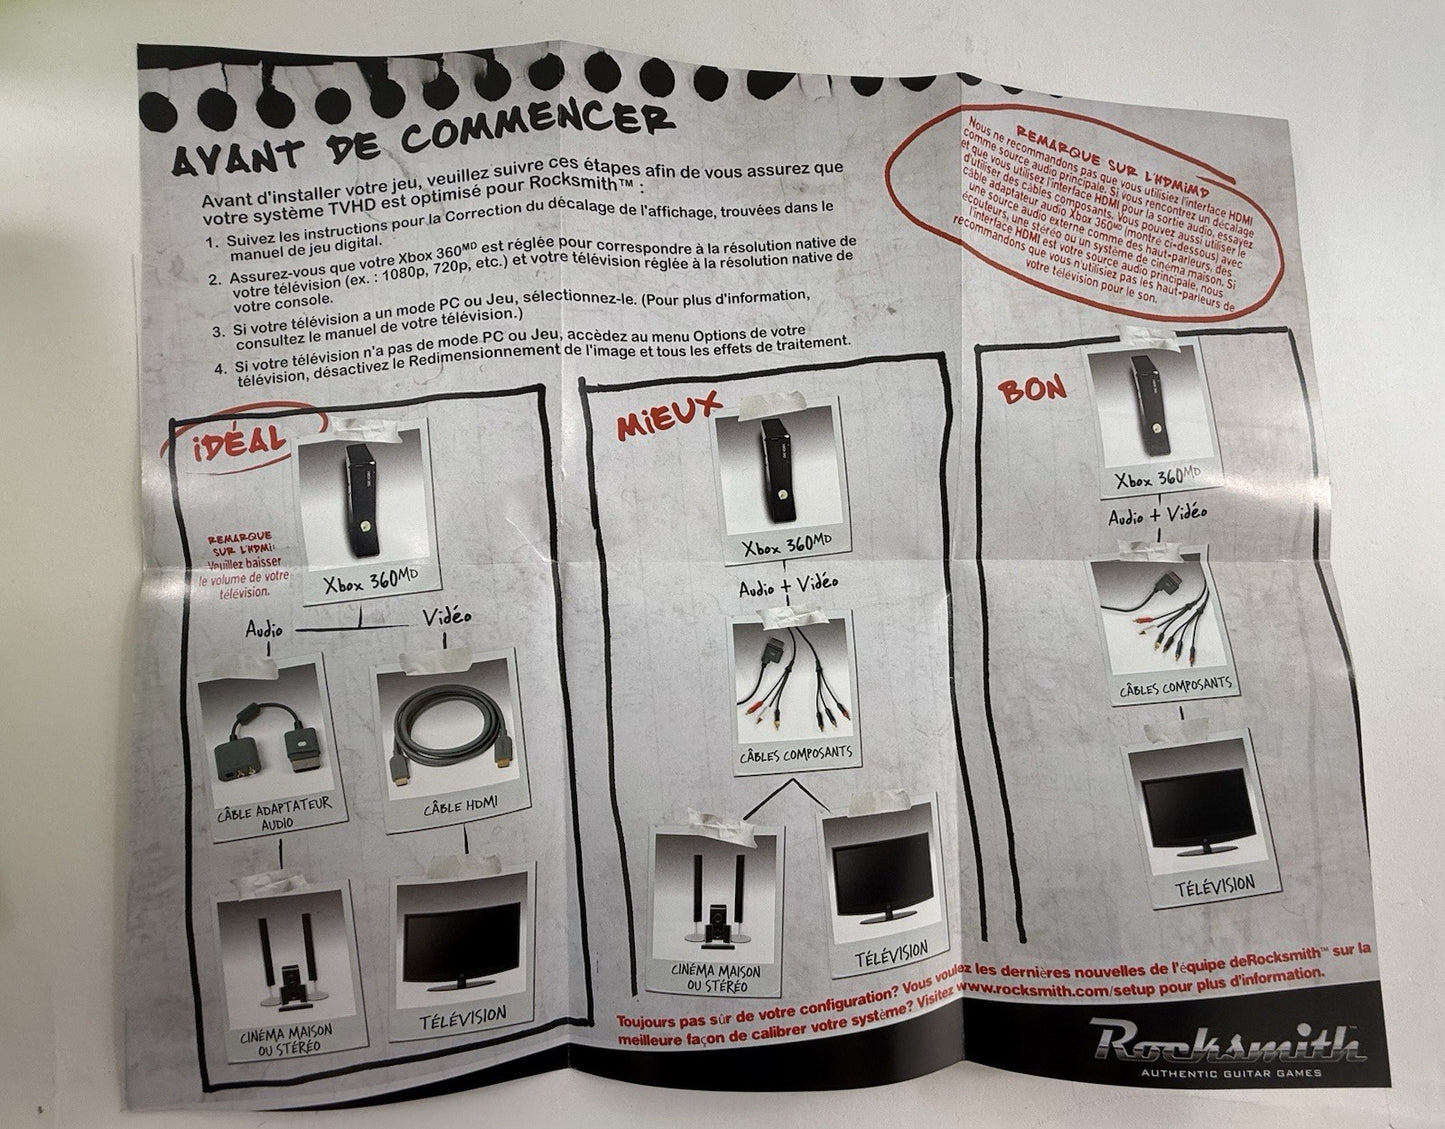 AVANT DE COMMENCER
Avant d'installer votre jeu, veuillez suivre ces étapes afin de vous assurez que
votre système TVHD est optimisé pour Rocksmith™ :
1. Suivez les instructions pour la Correction du décalage de l'affichage, trouvées dans le
manuel de jeu digital.
2. Assurez-vous que votre Xbox 360MD est réglée pour correspondre à la résolution native de
votre télévision (ex. : 1080p, 720p, etc.) et votre télévision réglée à la résolution native de
votre console.
3. Si votre télévision a un mode PC ou Jeu, sélectionnez-le. (Pour plus d'information,
consultez le manuel de votre télévision.)
4. Si votre télévision n'a pas de mode PC ou Jeu, accèdez au menu Options de votre
télévision, désactivez le Redimensionnement de l'image et tous les effets de traitement.
REMARQUE SUR L'HDMIMD
Nous ne recommandons pas que vous utilisiez l'interface HDMI
comme source audio principale. Si vous rencontrez un décalage
et que vous utilisez l'interface HDMI pour la sortie audio, essayez
d'utiliser des câbles composants. Vous pouvez aussi utiliser le
câble adaptateur audio Xbox 360MD (montré ci-dessous) avec
une source audio externe comme des haut-parleurs, des
écouteurs, une stéréo ou un système de cinéma maison. Si
l'interface HDMI est votre source audio principale, nous
recommandons que vous n'utilisiez pas les haut-parleurs de
votre télévision pour le son.
iDÉAL
REMARQUE
SUR L'HDMi:
Veuillez baisser
le volume de votre
télévision.
Xbox 360MD
Audio
Vidéo
CÂBLE ADAPTATEUR
AUDIO
CÂBLE HDMI
CINÉMA MAISON
OU STÉRÉO
TÉLÉVISION
MiEUX
Xbox 360MD
Audio + Vidéo
CÂBLES COMPOSANTS
CINÉMA MAISON
OU STÉRÉO
TÉLÉVISION
BON
Xbox 360MD
Audio + Vidéo
CÂBLES COMPOSANTS
TÉLÉVISION
Toujours pas sûr de votre configuration? Vous voulez les dernières nouvelles de l'équipe deRocksmith™ sur la
meilleure façon de calibrer votre système? Visitez www.rocksmith.com/setup pour plus d'information.
Rocksmith™
AUTHENTIC GUITAR GAMES